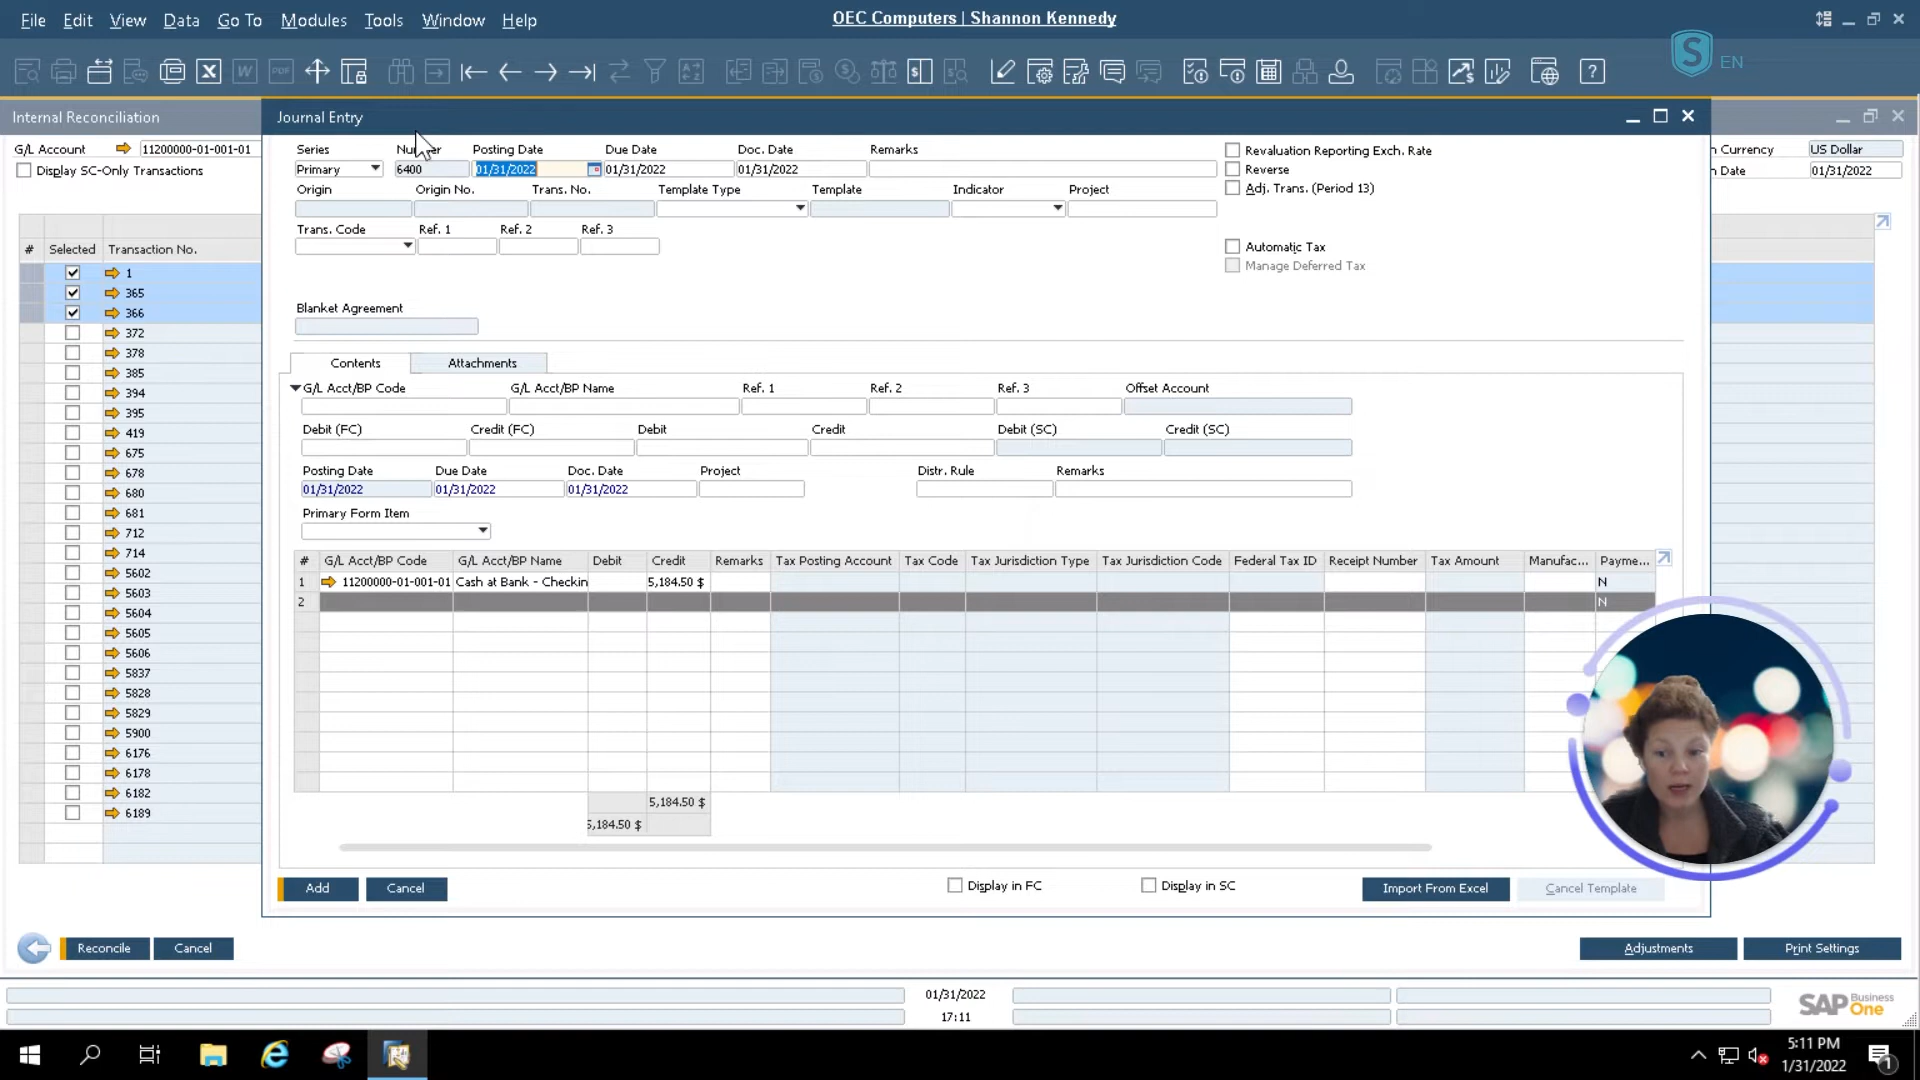 File Edit View Data Go To Modules Tools Window Help
OEC Computers | Shannon Kennedy
S EN
Internal Reconciliation
Journal Entry
G/L Account 11200000-01-001-01
Display SC-Only Transactions
Currency US Dollar
Date 01/31/2022
Series Posting Date Due Date Doc. Date Remarks
Primary 6400 01/31/2022 01/31/2022 01/31/2022
Revaluation Reporting Exch. Rate
Reverse
Adj. Trans. (Period 13)
Origin Origin No. Trans. No. Template Type Template Indicator Project
Trans. Code Ref. 1 Ref. 2 Ref. 3
Automatic Tax
Manage Deferred Tax
Blanket Agreement
Contents Attachments
G/L Acct/BP Code G/L Acct/BP Name Ref. 1 Ref. 2 Ref. 3 Offset Account
Debit (FC) Credit (FC) Debit Credit Debit (SC) Credit (SC)
Posting Date Due Date Doc. Date Project Distr. Rule Remarks
01/31/2022 01/31/2022 01/31/2022
Primary Form Item
# G/L Acct/BP Code G/L Acct/BP Name Debit Credit Remarks Tax Posting Account Tax Code Tax Jurisdiction Type Tax Jurisdiction Code Federal Tax ID Receipt Number Tax Amount Manufac... Payme...
1 11200000-01-001-01 Cash at Bank - Checkin 5,184.50 $ N
2 N
5,184.50 $
5,184.50 $
Add Cancel
Display in FC
Display in SC
Import From Excel
Cancel Template
# Selected Transaction No.
1
365
366
372
378
385
394
395
419
675
678
680
681
712
714
5602
5603
5604
5605
5606
5837
5828
5829
5900
6176
6178
6182
6189
Reconcile Cancel
Adjustments Print Settings
01/31/2022
17:11
SAP Business One
5:11 PM
1/31/2022
1